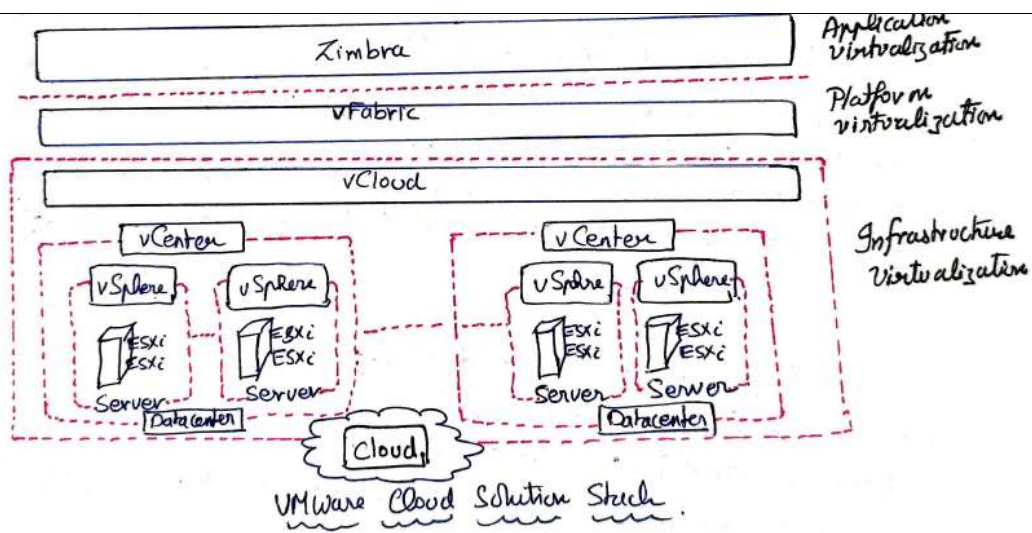 Zimbra
Application
virtualization
vFabric
Platform
virtualization
vCloud
vCenter
vCenter
vSphere
vSphere
vSphere
vSphere
Infrastructure
Virtualization
ESXi
ESXi
ESXi
ESXi
ESXi
ESXi
ESXi
ESXi
Server
Server
Server
Server
Datacenter
Datacenter
Cloud
VMware Cloud Solution Stack.